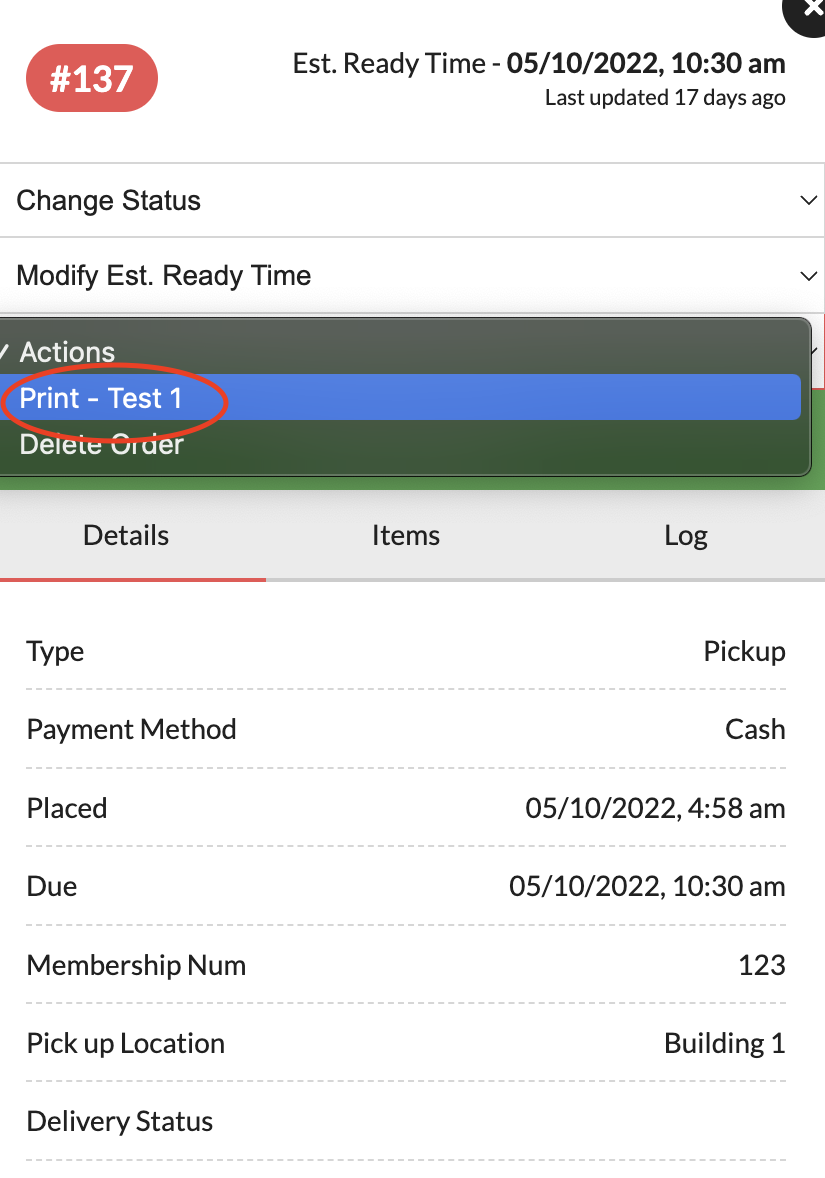 #137
Est. Ready Time - 05/10/2022, 10:30 am
Last updated 17 days ago
Change Status
Modify Est. Ready Time
✓ Actions
Print - Test 1
Delete Order
Details Items Log
Type Pickup
Payment Method Cash
Placed 05/10/2022, 4:58 am
Due 05/10/2022, 10:30 am
Membership Num 123
Pick up Location Building 1
Delivery Status